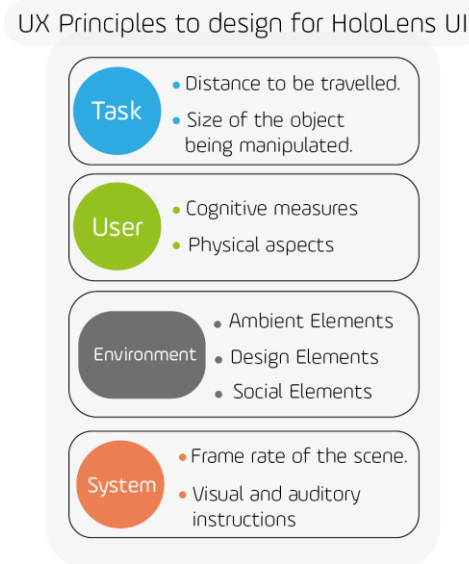 UX Principles to design for HoloLens UI
Task
• Distance to be travelled.
• Size of the object
being manipulated.
User
• Cognitive measures
• Physical aspects
Environment
• Ambient Elements
• Design Elements
• Social Elements
System
• Frame rate of the scene.
• Visual and auditory
instructions